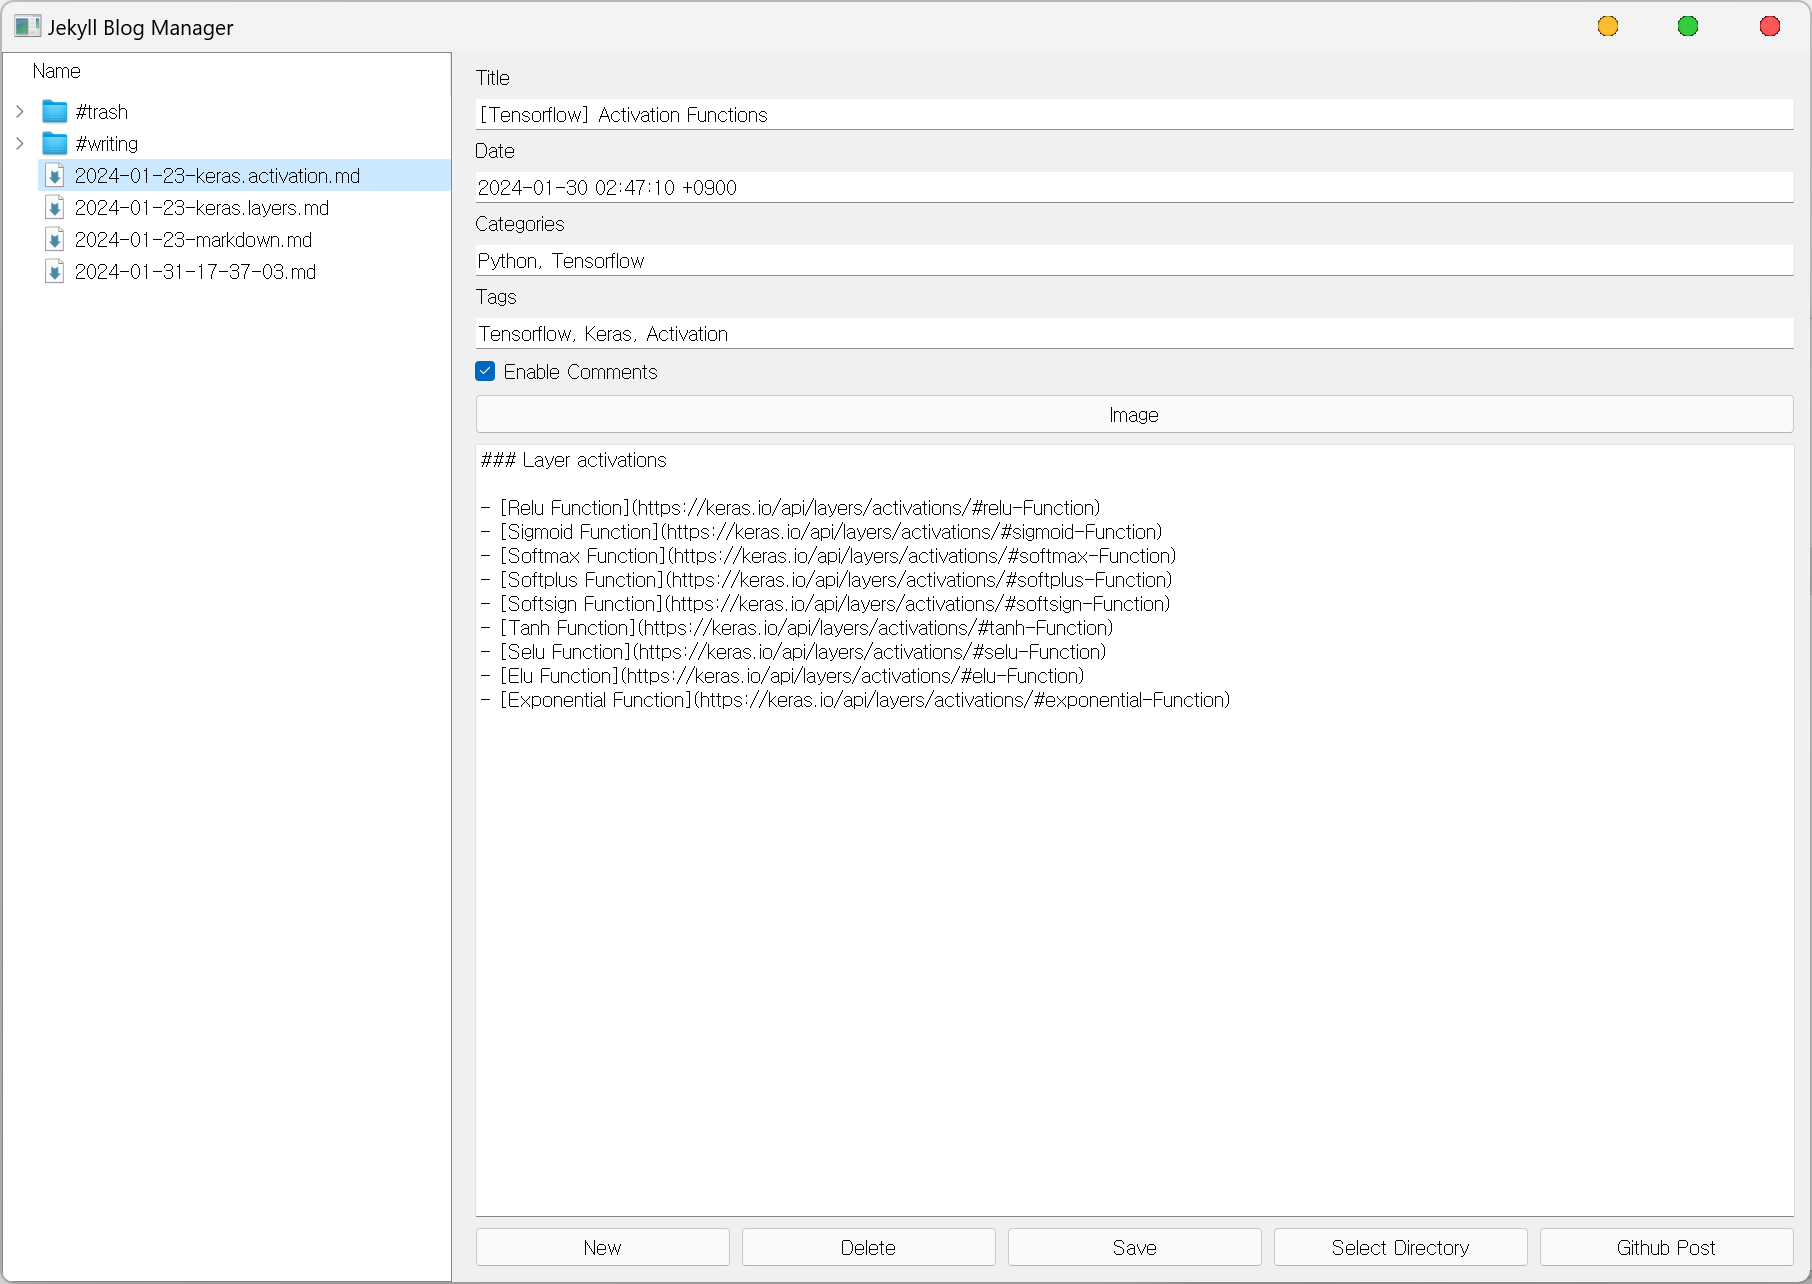 Jekyll Blog Manager
Name
#trash
#writing
2024-01-23-keras.activation.md
2024-01-23-keras.layers.md
2024-01-23-markdown.md
2024-01-31-17-37-03.md
Title
[Tensorflow] Activation Functions
Date
2024-01-30 02:47:10 +0900
Categories
Python, Tensorflow
Tags
Tensorflow, Keras, Activation
Enable Comments
Image
### Layer activations
- [Relu Function](https://keras.io/api/layers/activations/#relu-Function)
- [Sigmoid Function](https://keras.io/api/layers/activations/#sigmoid-Function)
- [Softmax Function](https://keras.io/api/layers/activations/#softmax-Function)
- [Softplus Function](https://keras.io/api/layers/activations/#softplus-Function)
- [Softsign Function](https://keras.io/api/layers/activations/#softsign-Function)
- [Tanh Function](https://keras.io/api/layers/activations/#tanh-Function)
- [Selu Function](https://keras.io/api/layers/activations/#selu-Function)
- [Elu Function](https://keras.io/api/layers/activations/#elu-Function)
- [Exponential Function](https://keras.io/api/layers/activations/#exponential-Function)
New
Delete
Save
Select Directory
Github Post